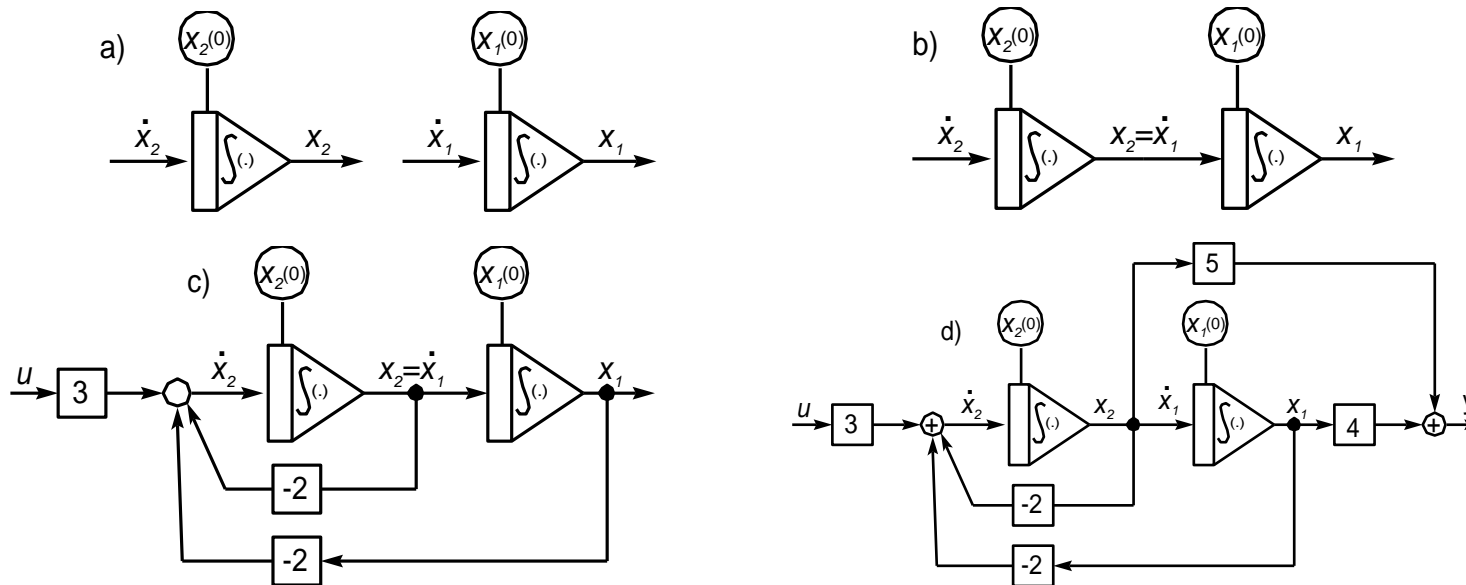 a)
x₂(0)
x₁(0)
ẋ₂
∫(.)
x₂
ẋ₁
∫(.)
x₁
b)
x₂(0)
x₁(0)
ẋ₂
∫(.)
x₂=ẋ₁
∫(.)
x₁
c)
x₂(0)
x₁(0)
u
3
ẋ₂
∫(.)
x₂=ẋ₁
∫(.)
x₁
-2
-2
5
d)
x₂(0)
x₁(0)
u
3
+
ẋ₂
∫(.)
x₂
ẋ₁
∫(.)
x₁
4
+
-2
-2